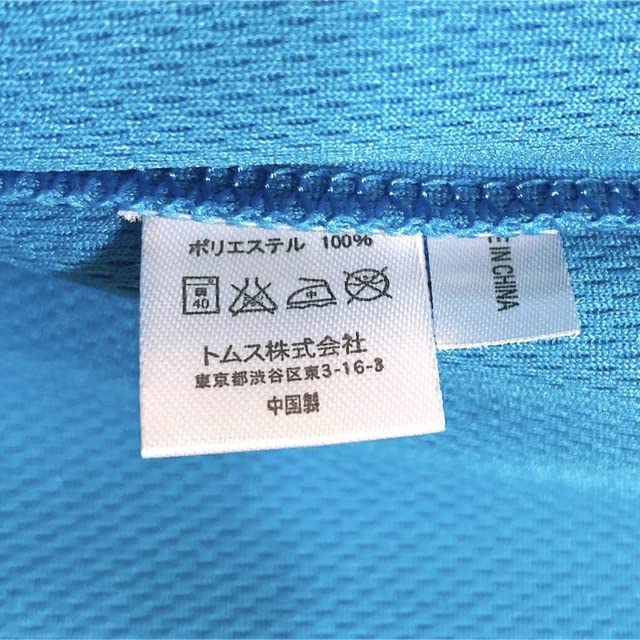 ポリエステル 100%
40
中
トムス株式会社
東京都渋谷区東3-16-3
中国製
IN CHINA